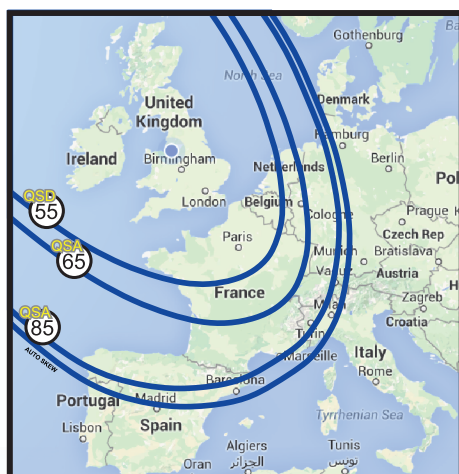 Gothenburg
Ba
North Sea
Denmark
United
Kingdom
Hamburg
Ireland
Birmingham
Netherlands
Berlin
Pol
London
QSD
55
Belgium
Cologne
Prague
K
Paris
Czech Rep
QSA
65
Munich
Bratislava
Vaduz
Austria
France
H
Milan
Zagreb
QSA
85
Turin
Croatia
AUTO SKEW
Marseille
Italy
Barcelona
Rome
Portugal
Madrid
Lisbon
Spain
Tyrrhenian Sea
Algiers
الجزائر
Tunis
تونس
Oran